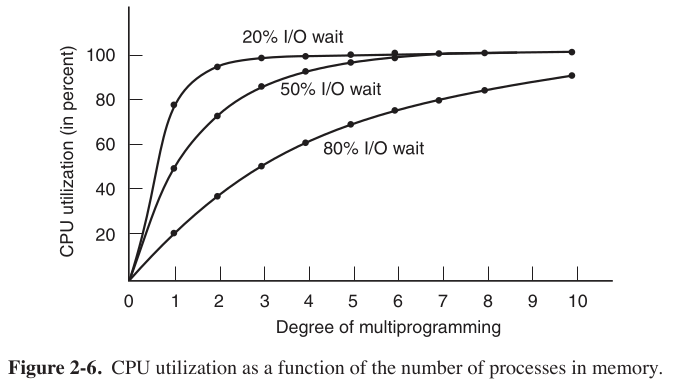 20% I/O wait
100
50% I/O wait
80
CPU utilization (in percent)
60
80% I/O wait
40
20
0 1 2 3 4 5 6 7 8 9 10
Degree of multiprogramming
Figure 2-6. CPU utilization as a function of the number of processes in memory.